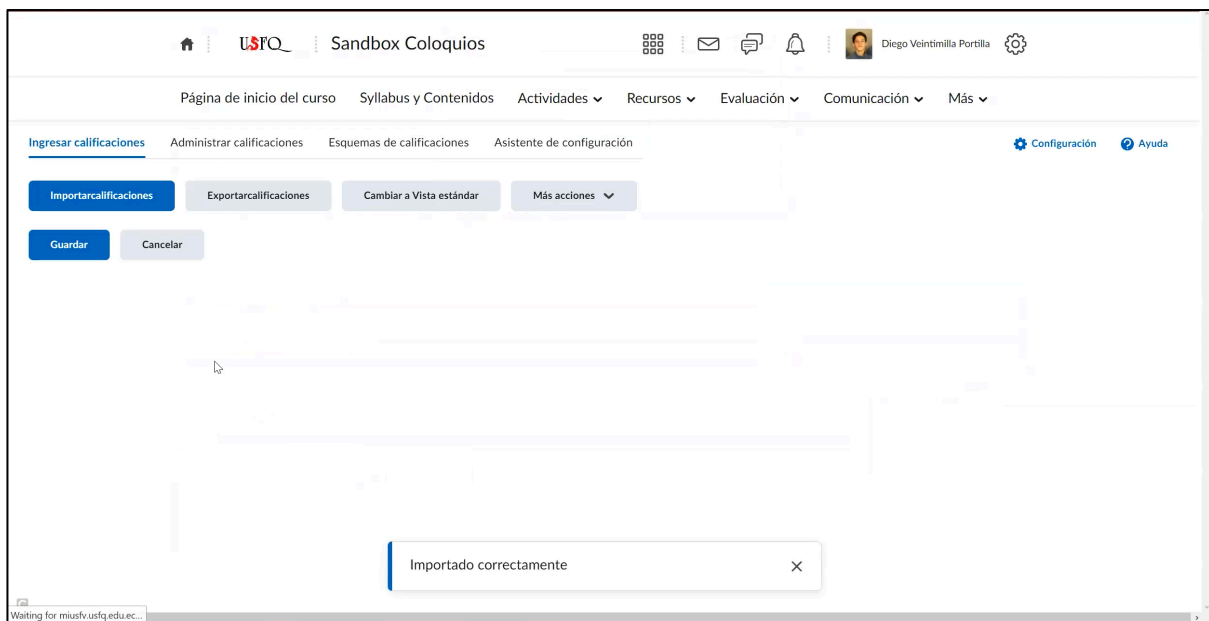 USFQ Sandbox Coloquios Diego Veintimilla Portilla
Página de inicio del curso Syllabus y Contenidos Actividades Recursos Evaluación Comunicación Más
Ingresar calificaciones Administrar calificaciones Esquemas de calificaciones Asistente de configuración Configuración Ayuda
Importarcalificaciones Exportarcalificaciones Cambiar a Vista estándar Más acciones
Guardar Cancelar
Importado correctamente
Waiting for miusfv.usfq.edu.ec...